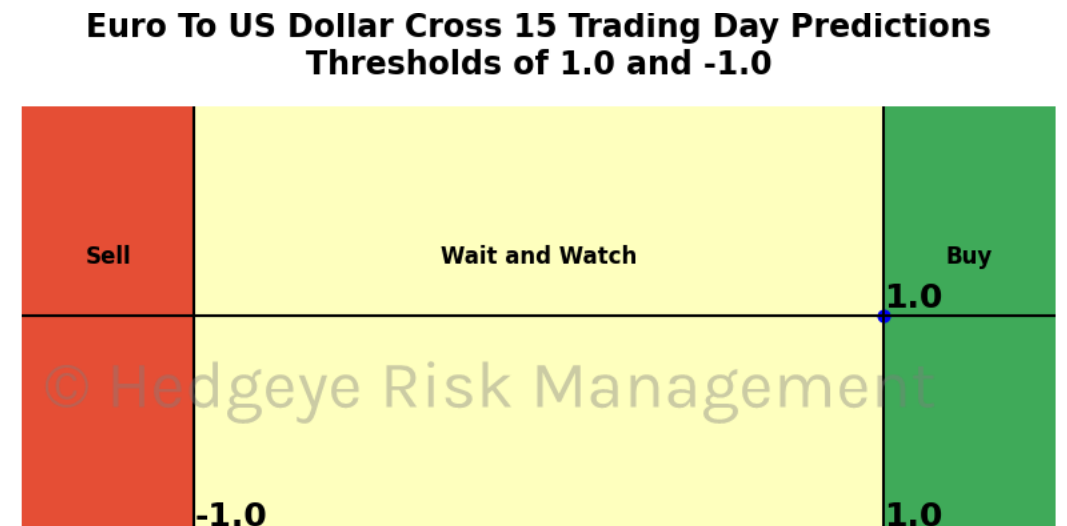 Euro To US Dollar Cross 15 Trading Day Predictions
Thresholds of 1.0 and -1.0
Sell
Wait and Watch
Buy
1.0
© Hedgeye Risk Management
-1.0
1.0